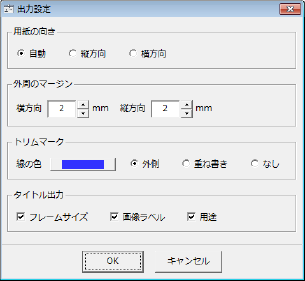 出力設定
用紙の向き
自動 縦方向 横方向
外周のマージン
横方向 2 mm 縦方向 2 mm
トリムマーク
線の色 外側 重ね書き なし
タイトル出力
フレームサイズ 画像ラベル 用途
OK キャンセル